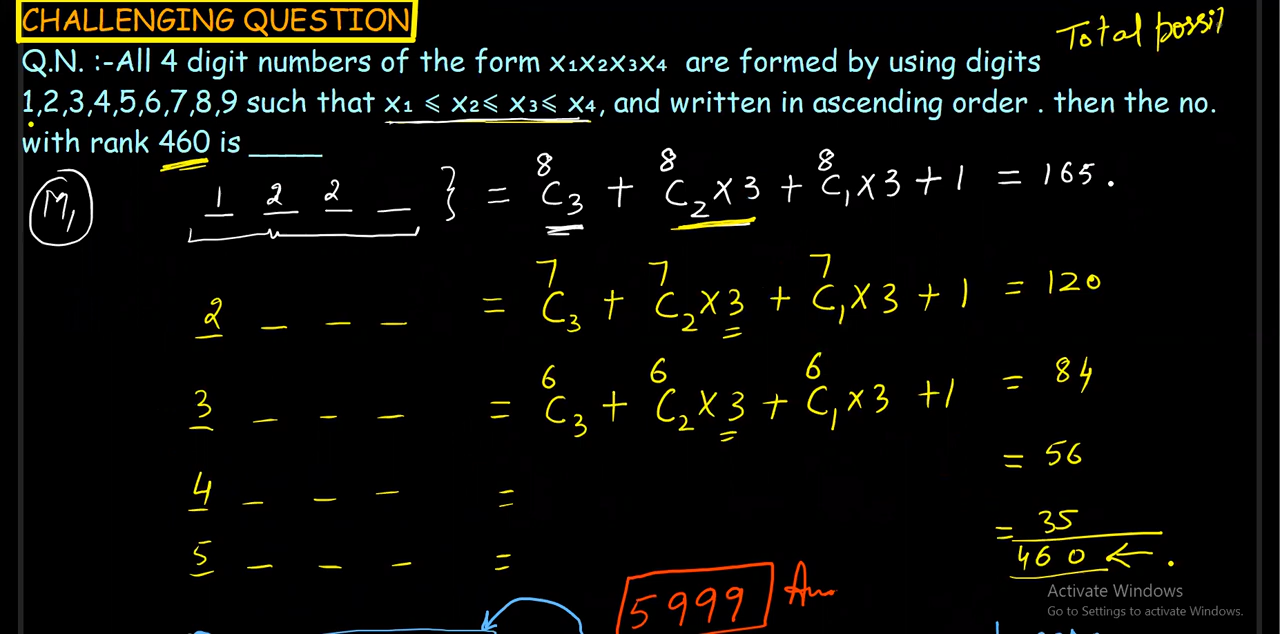 CHALLENGING QUESTION
Total possil
Q.N. :-All 4 digit numbers of the form x₁x₂x₃x₄ are formed by using digits
1,2,3,4,5,6,7,8,9 such that x₁ ⩽ x₂⩽ x₃⩽ x₄, and written in ascending order . then the no.
with rank 460 is _____
M₁ 1 2 2 _ } = ⁸C₃ + ⁸C₂×3 + ⁸C₁×3+1 = 165.
2 _ _ _ = ⁷C₃ + ⁷C₂×3 + ⁷C₁×3+1 = 120
3 _ _ _ = ⁶C₃ + ⁶C₂×3 + ⁶C₁×3 +1 = 84
4 _ _ _ = = 56
5 _ _ _ = = 35
460 ← .
5999 Ans
Activate Windows
Go to Settings to activate Windows.